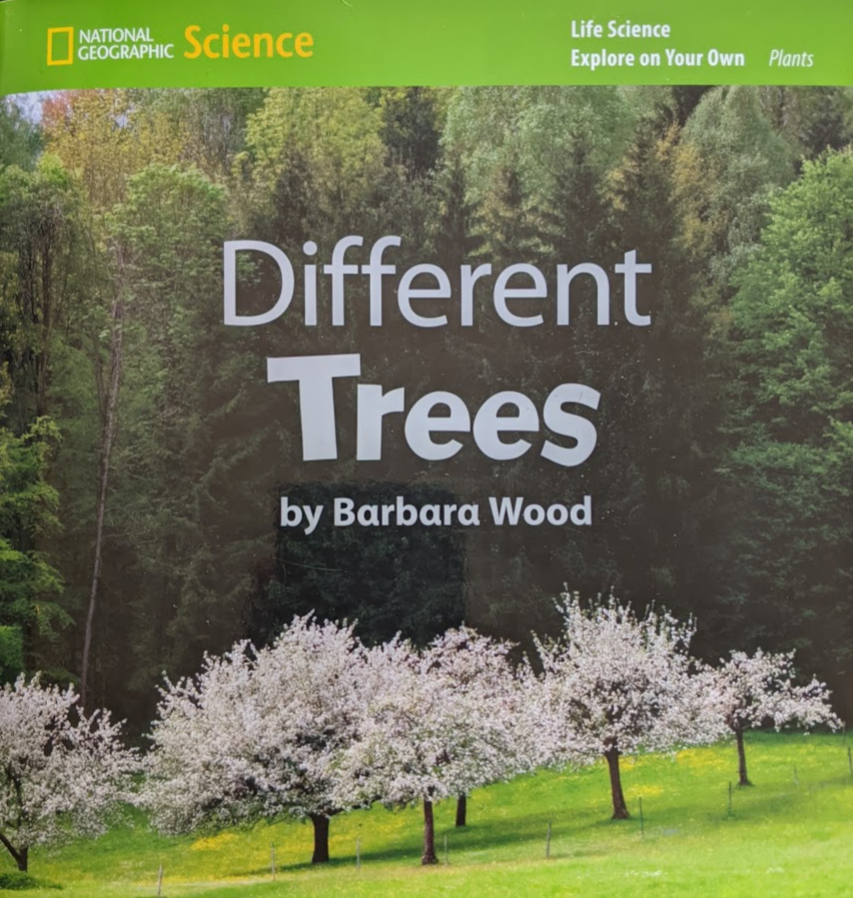 NATIONAL
GEOGRAPHIC Science
Life Science
Explore on Your Own Plants
Different
Trees
by Barbara Wood